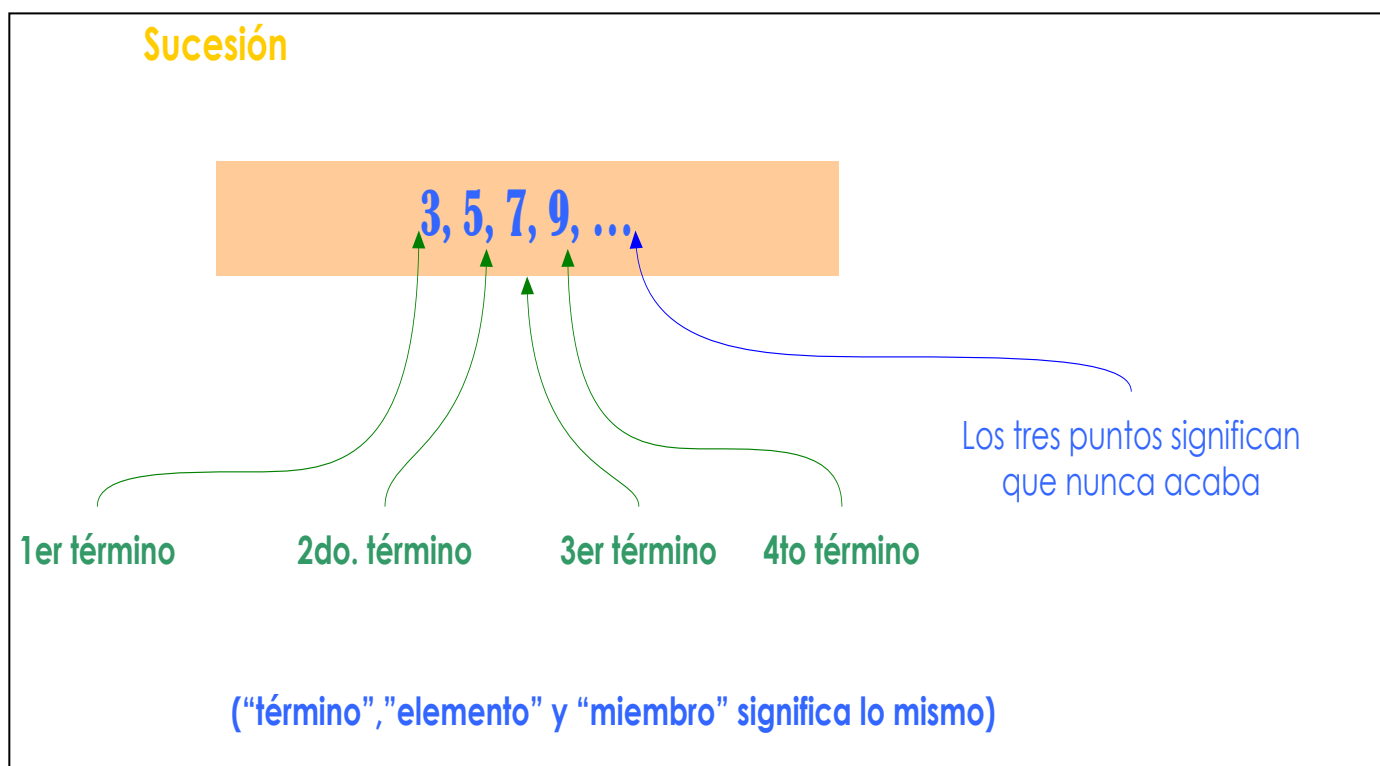 Sucesión
3, 5, 7, 9, ...
Los tres puntos significan
que nunca acaba
1er término 2do. término 3er término 4to término
(“término”,”elemento” y “miembro” significa lo mismo)